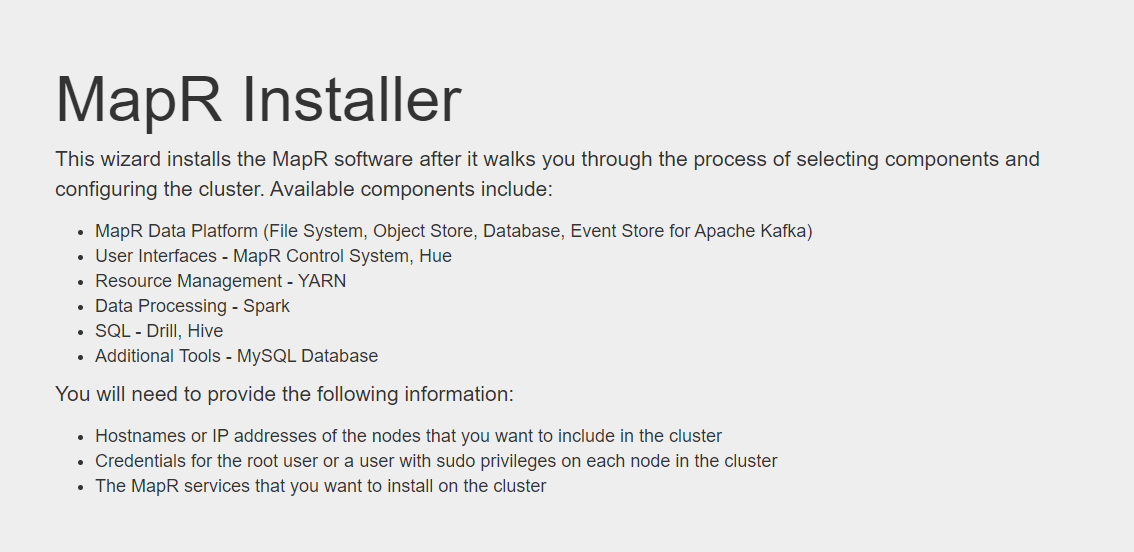 MapR Installer
This wizard installs the MapR software after it walks you through the process of selecting components and
configuring the cluster. Available components include:
• MapR Data Platform (File System, Object Store, Database, Event Store for Apache Kafka)
• User Interfaces - MapR Control System, Hue
• Resource Management - YARN
• Data Processing - Spark
• SQL - Drill, Hive
• Additional Tools - MySQL Database
You will need to provide the following information:
• Hostnames or IP addresses of the nodes that you want to include in the cluster
• Credentials for the root user or a user with sudo privileges on each node in the cluster
• The MapR services that you want to install on the cluster